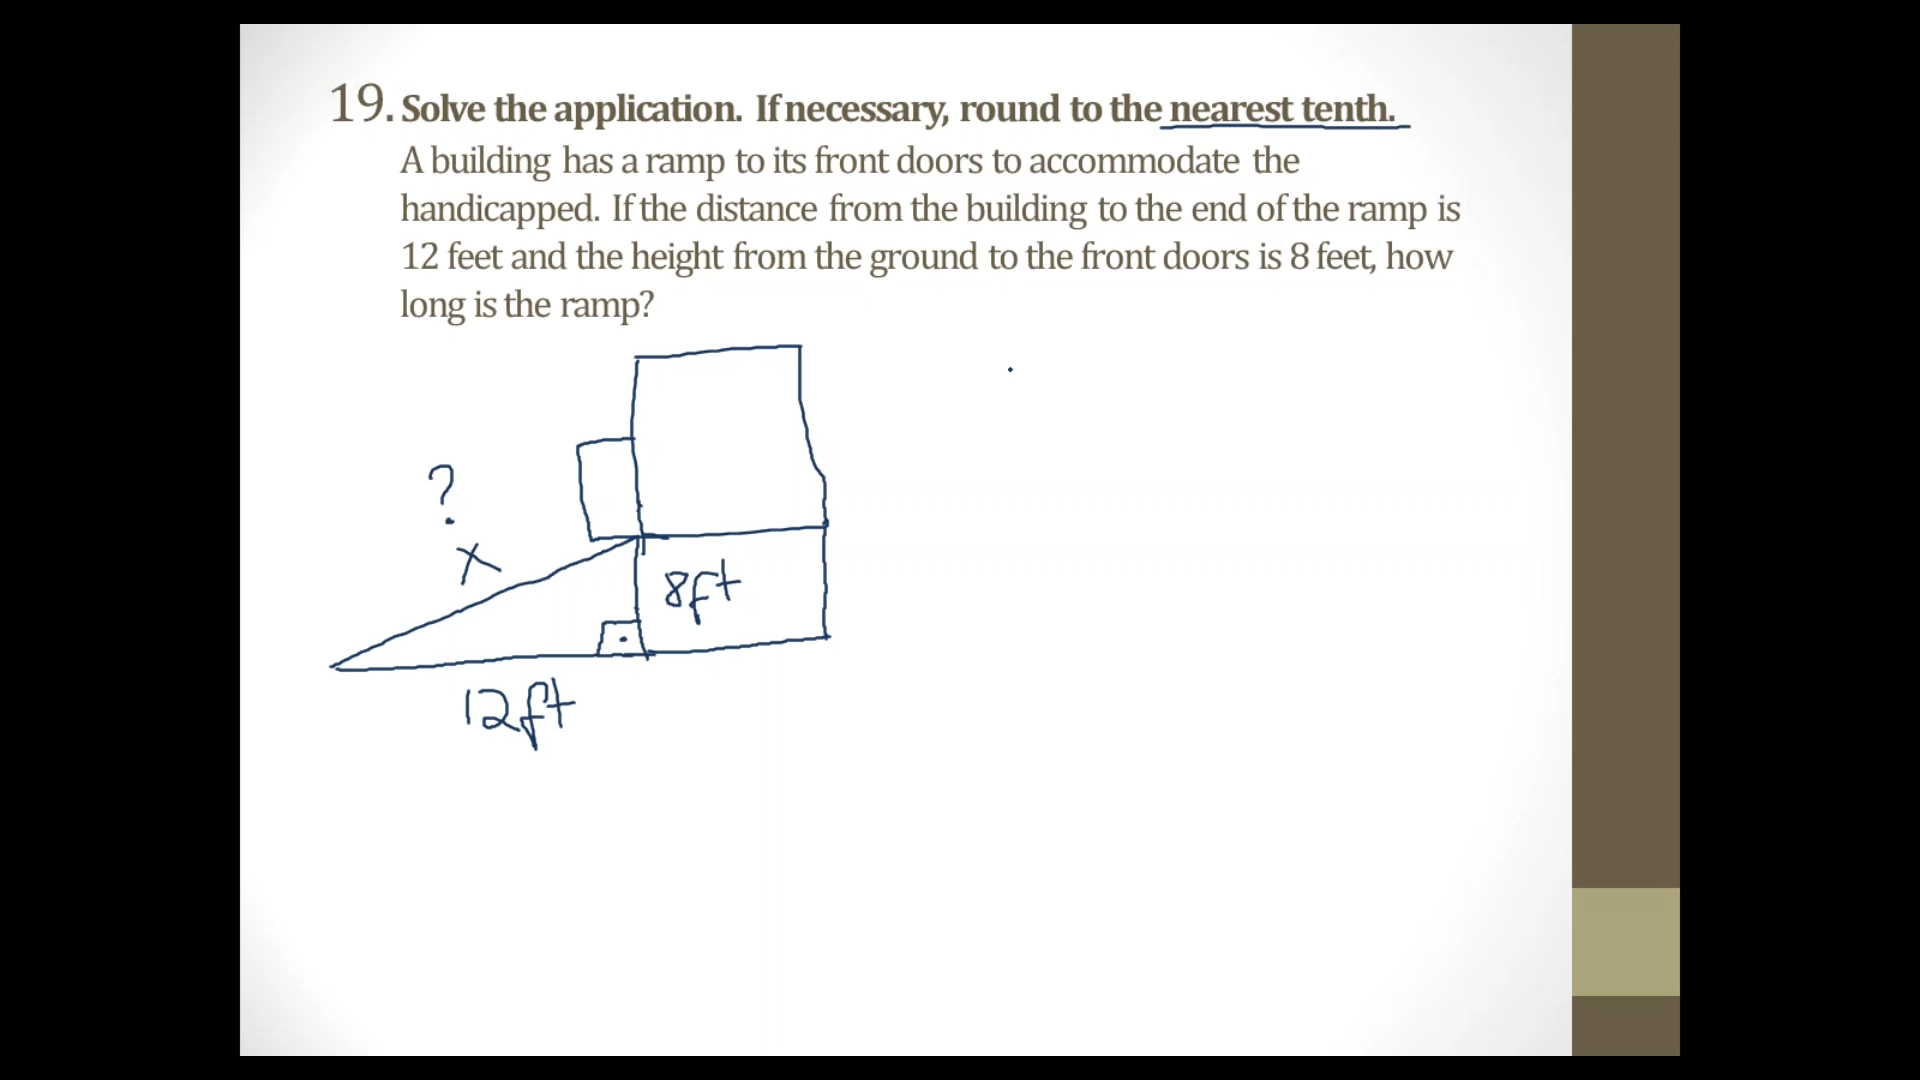 19. Solve the application. If necessary, round to the nearest tenth.
A building has a ramp to its front doors to accommodate the
handicapped. If the distance from the building to the end of the ramp is
12 feet and the height from the ground to the front doors is 8 feet, how
long is the ramp?
?
x
8ft
12ft